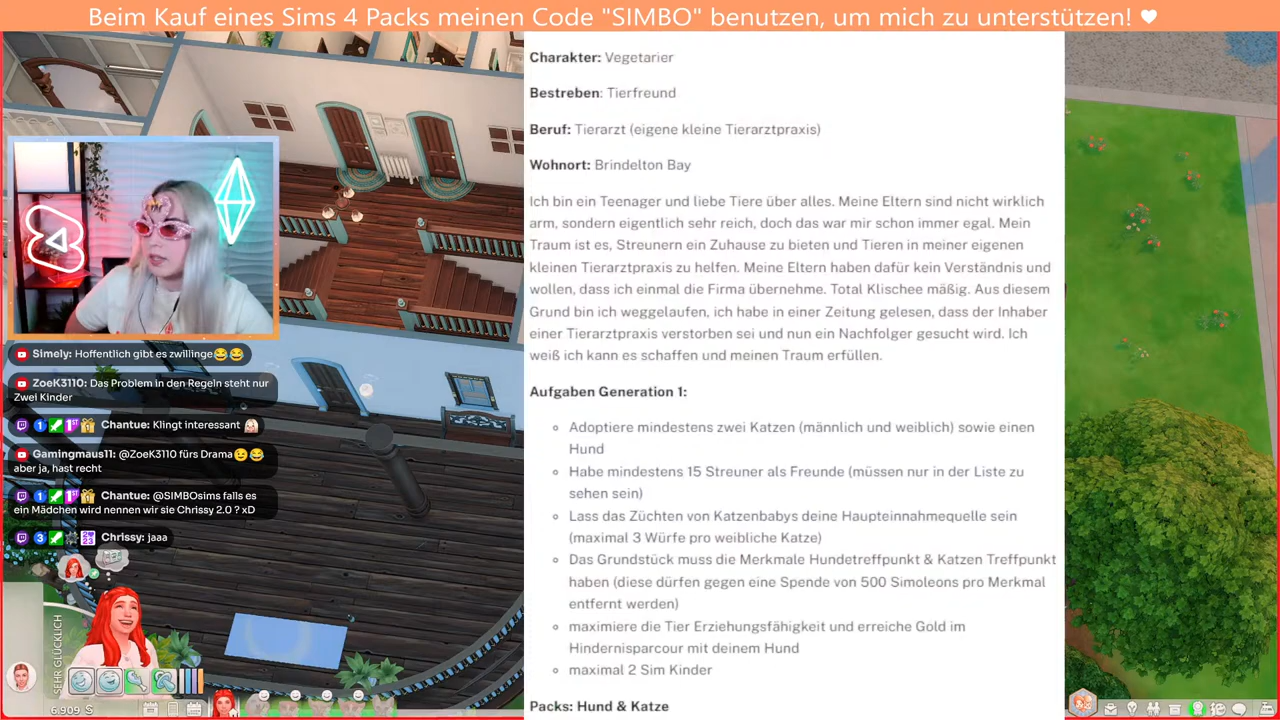 Beim Kauf eines Sims 4 Packs meinen Code "SIMBO" benutzen, um mich zu unterstützen! ♥
Charakter: Vegetarier
Bestreben: Tierfreund
Beruf: Tierarzt (eigene kleine Tierarztpraxis)
Wohnort: Brindelton Bay
Ich bin ein Teenager und liebe Tiere über alles. Meine Eltern sind nicht wirklich
arm, sondern eigentlich sehr reich, doch das war mir schon immer egal. Mein
Traum ist es, Streunern ein Zuhause zu bieten und Tieren in meiner eigenen
kleinen Tierarztpraxis zu helfen. Meine Eltern haben dafür kein Verständnis und
wollen, dass ich einmal die Firma übernehme. Total Klischee mäßig. Aus diesem
Grund bin ich weggelaufen, ich habe in einer Zeitung gelesen, dass der Inhaber
einer Tierarztpraxis verstorben sei und nun ein Nachfolger gesucht wird. Ich
weiß ich kann es schaffen und meinen Traum erfüllen.
Aufgaben Generation 1:
Adoptiere mindestens zwei Katzen (männlich und weiblich) sowie einen
Hund
Habe mindestens 15 Streuner als Freunde (müssen nur in der Liste zu
sehen sein)
Lass das Züchten von Katzenbabys deine Haupteinnahmequelle sein
(maximal 3 Würfe pro weibliche Katze)
Das Grundstück muss die Merkmale Hundetreffpunkt & Katzen Treffpunkt
haben (diese dürfen gegen eine Spende von 500 Simoleons pro Merkmal
entfernt werden)
maximiere die Tier Erziehungsfähigkeit und erreiche Gold im
Hindernisparcour mit deinem Hund
maximal 2 Sim Kinder
Packs: Hund & Katze
Simely: Hoffentlich gibt es zwillinge😂😂
ZoeK3110: Das Problem in den Regeln steht nur
Zwei Kinder
Chantue: Klingt interessant
Gamingmaus11: @ZoeK3110 fürs Drama😉😂
aber ja, hast recht
Chantue: @SIMBOsims falls es
ein Mädchen wird nennen wir sie Chrissy 2.0 ? xD
Chrissy: jaaa
SEHR GLÜCKLICH
6.909 $